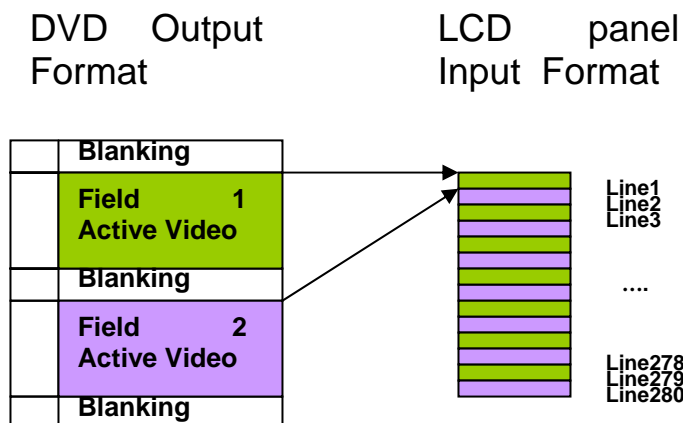 DVD Output
Format
LCD panel
Input Format
Blanking
Field 1
Active Video
Blanking
Field 2
Active Video
Blanking
Line1
Line2
Line3
....
Line278
Line279
Line280